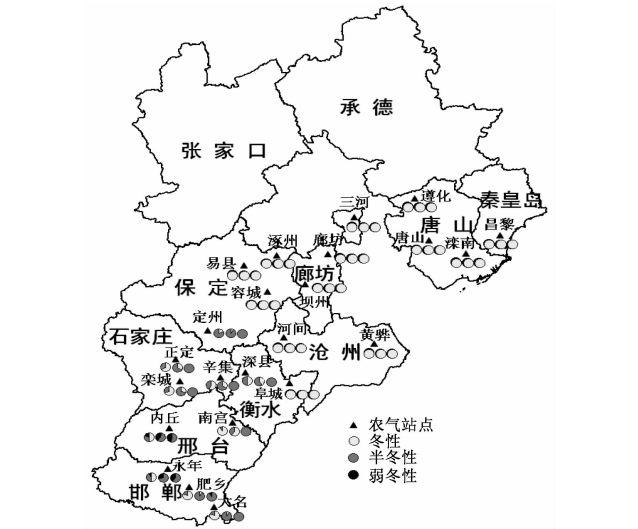 承德
张家口
三河
遵化
秦皇岛
唐山
昌黎
涿州
廊坊
唐山
滦南
易县
廊坊
保定
容城
坝州
定州
河间
黄骅
石家庄
沧州
正定
辛集
深县
栾城
阜城
衡水
内丘
南宫
邢台
永年
邯郸
肥乡
大名
农气站点
冬性
半冬性
弱冬性